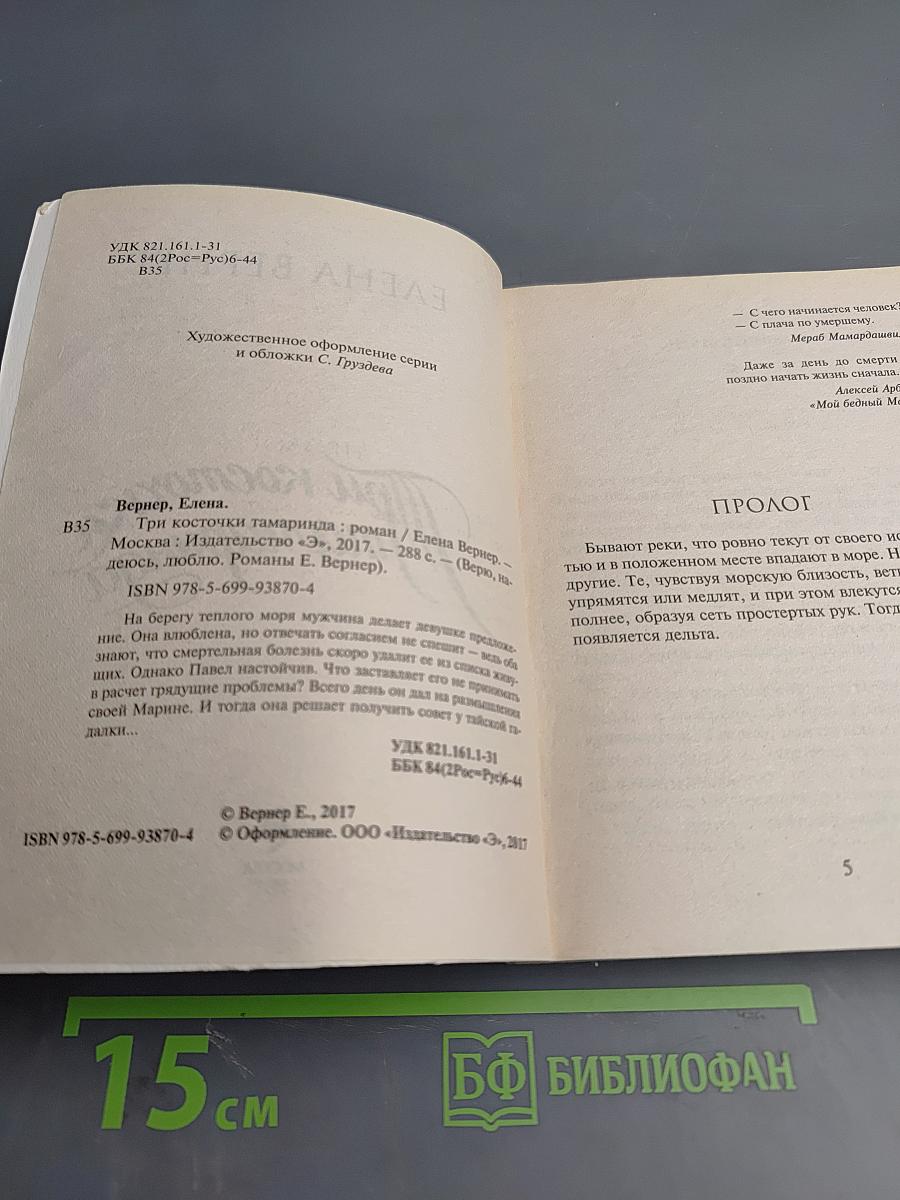 УДК 821.161.1-31
ББК 84(2Рос=Рус)6-44
В35
Художественное оформление серии
и обложки С. Груздева
Вернер, Елена.
В35 Три косточки тамаринда : роман / Елена Вернер. –
Москва : Издательство «Э», 2017. — 288 с. — (Верю, на-
деюсь, люблю. Романы Е. Вернер).
ISBN 978-5-699-93870-4
На берегу теплого моря мужчина делает девушке предложе-
ние. Она влюблена, но отвечать согласием не спешит — ведь оба
знают, что смертельная болезнь скоро удалит ее из списка живу-
щих. Однако Павел настойчив. Что заставляет его не принимать
в расчет грядущие проблемы? Всего день он дал на размышления
своей Марине. И тогда она решает получить совет у тайской га-
далки...
УДК 821.161.1-31
ББК 84(2Рос=Рус)6-44
© Вернер Е., 2017
ISBN 978-5-699-93870-4 © Оформление. ООО «Издательство «Э», 2017
— С чего начинается человек?
— С плача по умершему.
Мераб Мамардашви
Даже за день до смерти
поздно начать жизнь сначала.
Алексей Арб
«Мой бедный М
ПРОЛОГ
Бывают реки, что ровно текут от своего ис
тью и в положенном месте впадают в море. Н
другие. Те, чувствуя морскую близость, ветв
упрямятся или медлят, и при этом влекутся
полнее, образуя сеть простертых рук. Тогд
появляется дельта.
5
15 см
БФ БИБЛИОФАН